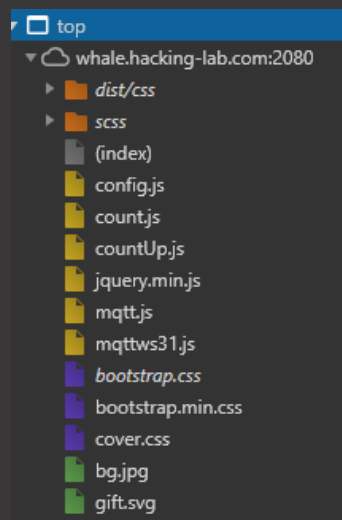 top
whale.hacking-lab.com:2080
dist/css
scss
(index)
config.js
count.js
countUp.js
jquery.min.js
mqtt.js
mqttws31.js
bootstrap.css
bootstrap.min.css
cover.css
bg.jpg
gift.svg